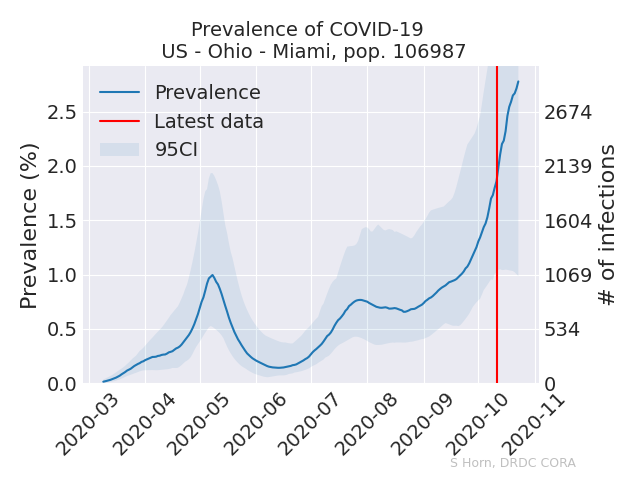 Prevalence of COVID-19
US - Ohio - Miami, pop. 106987
Prevalence
Latest data
95CI
Prevalence (%)
2.5
2.0
1.5
1.0
0.5
0.0
2674
2139
1604
1069
534
0
# of infections
2020-03
2020-04
2020-05
2020-06
2020-07
2020-08
2020-09
2020-10
2020-11
S Horn, DRDC CORA